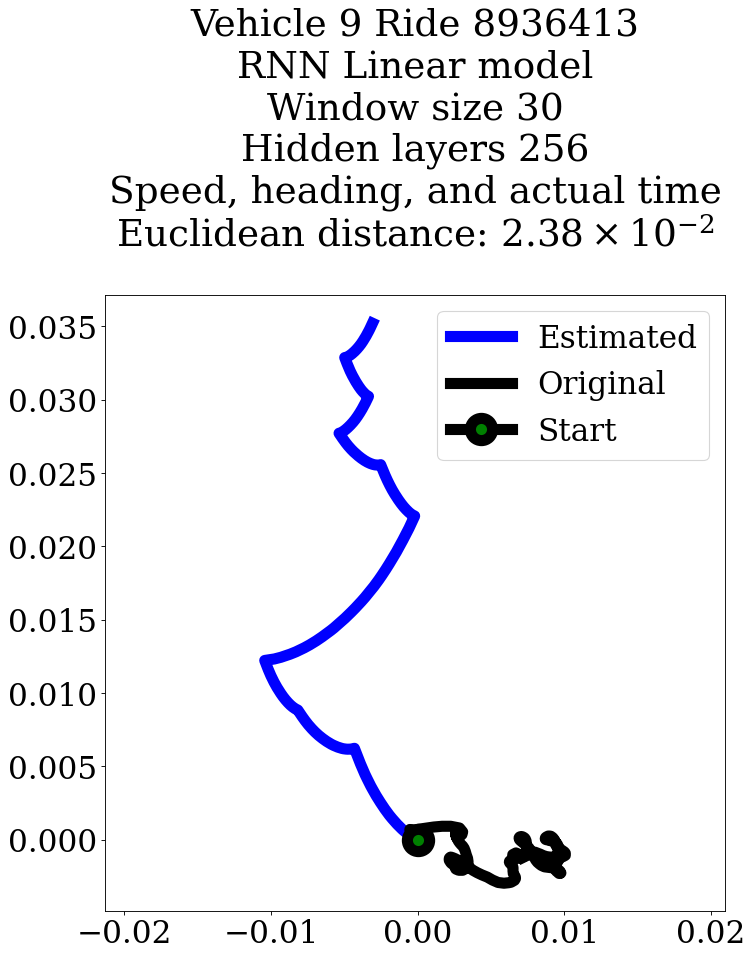 Vehicle 9 Ride 8936413
RNN Linear model
Window size 30
Hidden layers 256
Speed, heading, and actual time
Euclidean distance: 2.38 × 10⁻²
Estimated
Original
Start
0.035
0.030
0.025
0.020
0.015
0.010
0.005
0.000
−0.02 −0.01 0.00 0.01 0.02